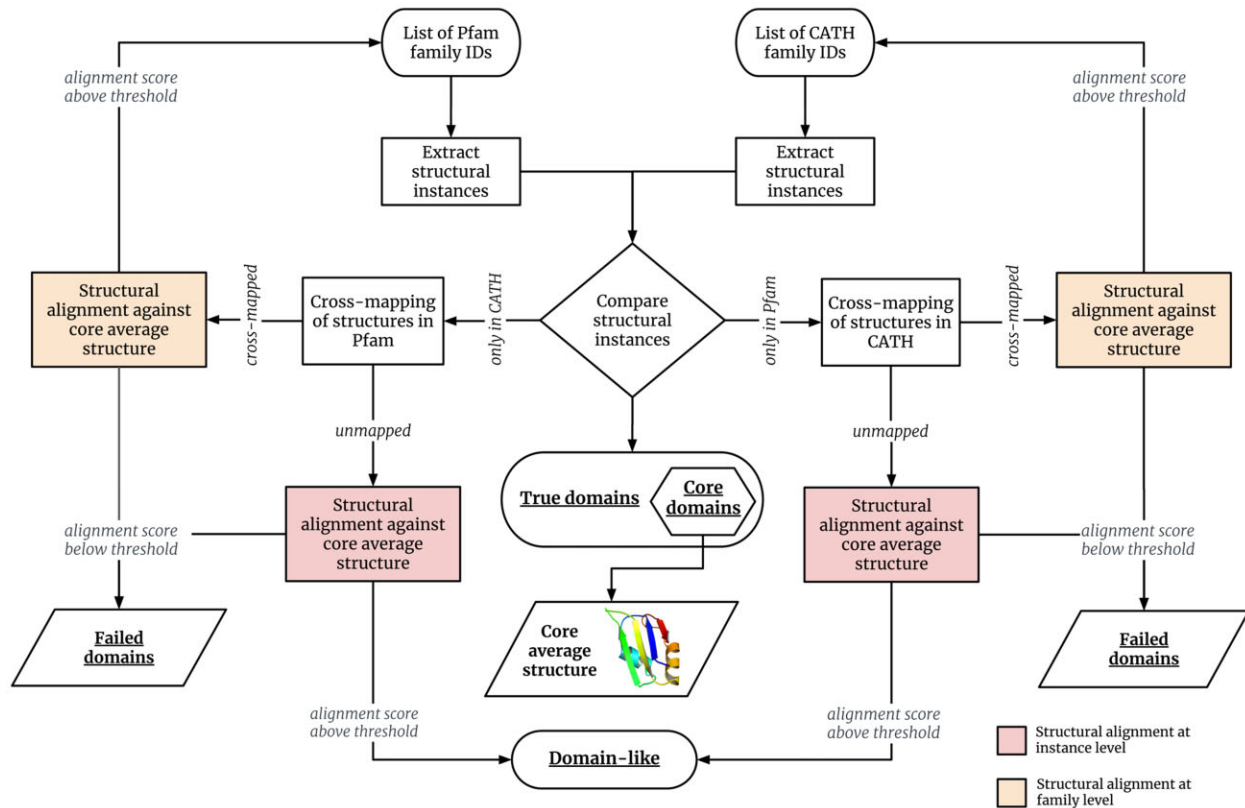 List of Pfam
family IDs
List of CATH
family IDs
alignment score
above threshold
alignment score
above threshold
Extract
structural
instances
Extract
structural
instances
Structural
alignment against
core average
structure
cross-mapped
Cross-mapping
of structures in
Pfam
only in CATH
Compare
structural
instances
only in Pfam
Cross-mapping
of structures in
CATH
cross-mapped
Structural
alignment against
core average
structure
unmapped
unmapped
Structural
alignment against
core average
structure
True domains
Core
domains
Structural
alignment against
core average
structure
alignment score
below threshold
alignment score
below threshold
Failed
domains
Core
average
structure
Failed
domains
alignment score
above threshold
alignment score
above threshold
Domain-like
Structural alignment at
instance level
Structural alignment at
family level